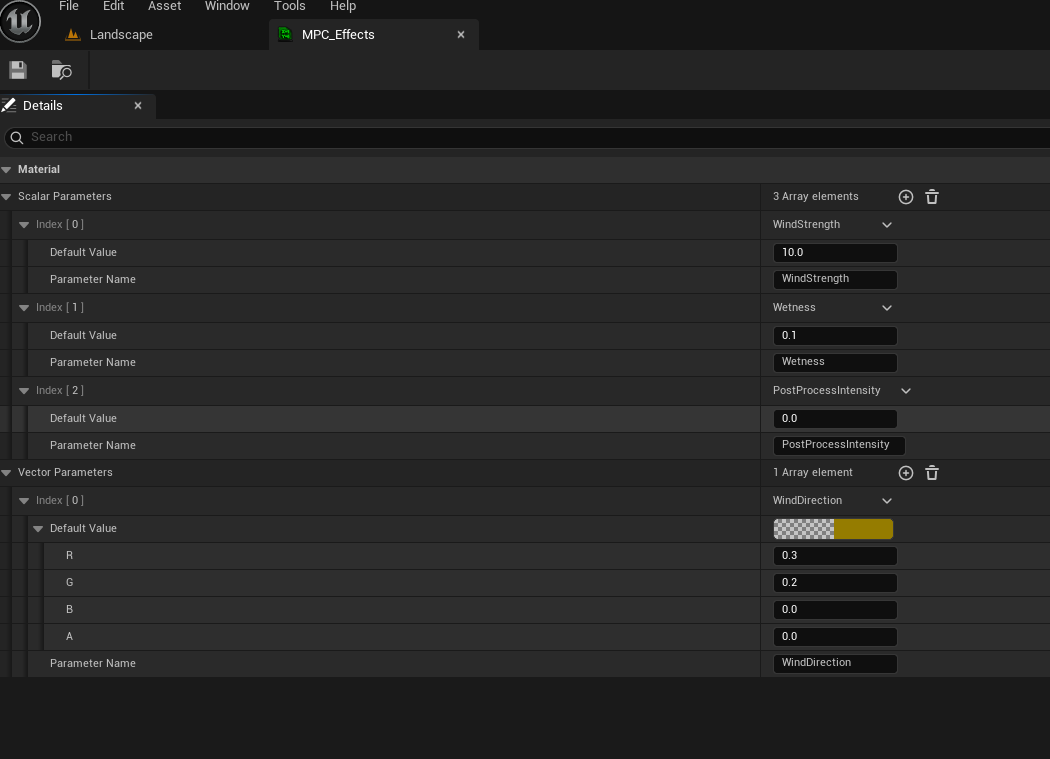 File Edit Asset Window Tools Help
Landscape MPC_Effects
Details
Search
Material
Scalar Parameters 3 Array elements
Index [ 0 ] WindStrength
Default Value 10.0
Parameter Name WindStrength
Index [ 1 ] Wetness
Default Value 0.1
Parameter Name Wetness
Index [ 2 ] PostProcessIntensity
Default Value 0.0
Parameter Name PostProcessIntensity
Vector Parameters 1 Array element
Index [ 0 ] WindDirection
Default Value
R 0.3
G 0.2
B 0.0
A 0.0
Parameter Name WindDirection